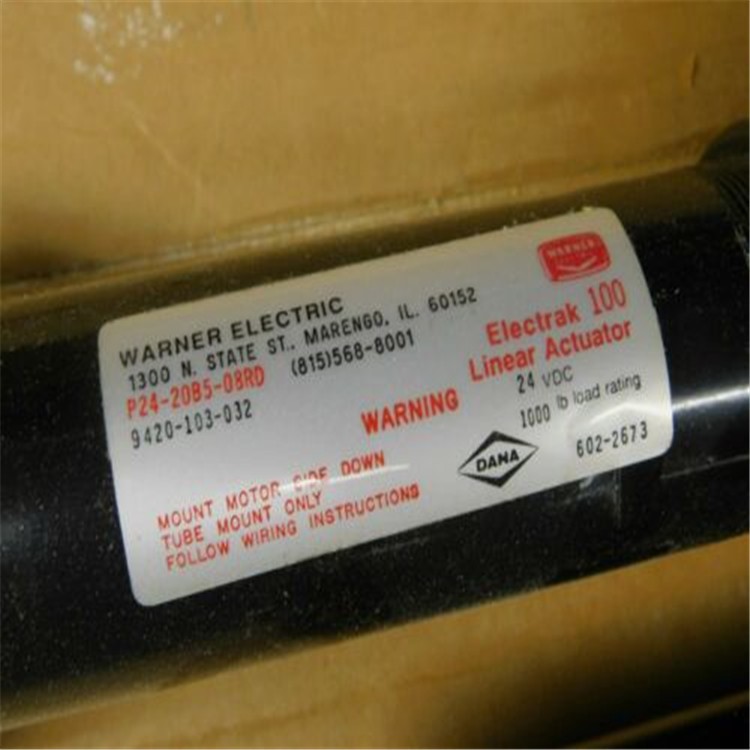 WARNER ELECTRIC
1300 N. STATE ST., MARENGO, IL. 60152
P24-20B5-08RD (815)568-8001
9420-103-032
WARNING
MOUNT MOTOR SIDE DOWN
TUBE MOUNT ONLY
FOLLOW WIRING INSTRUCTIONS
WARNER
Electrak 100
Linear Actuator
24 VDC
1000 lb load rating
DANA
602-2673